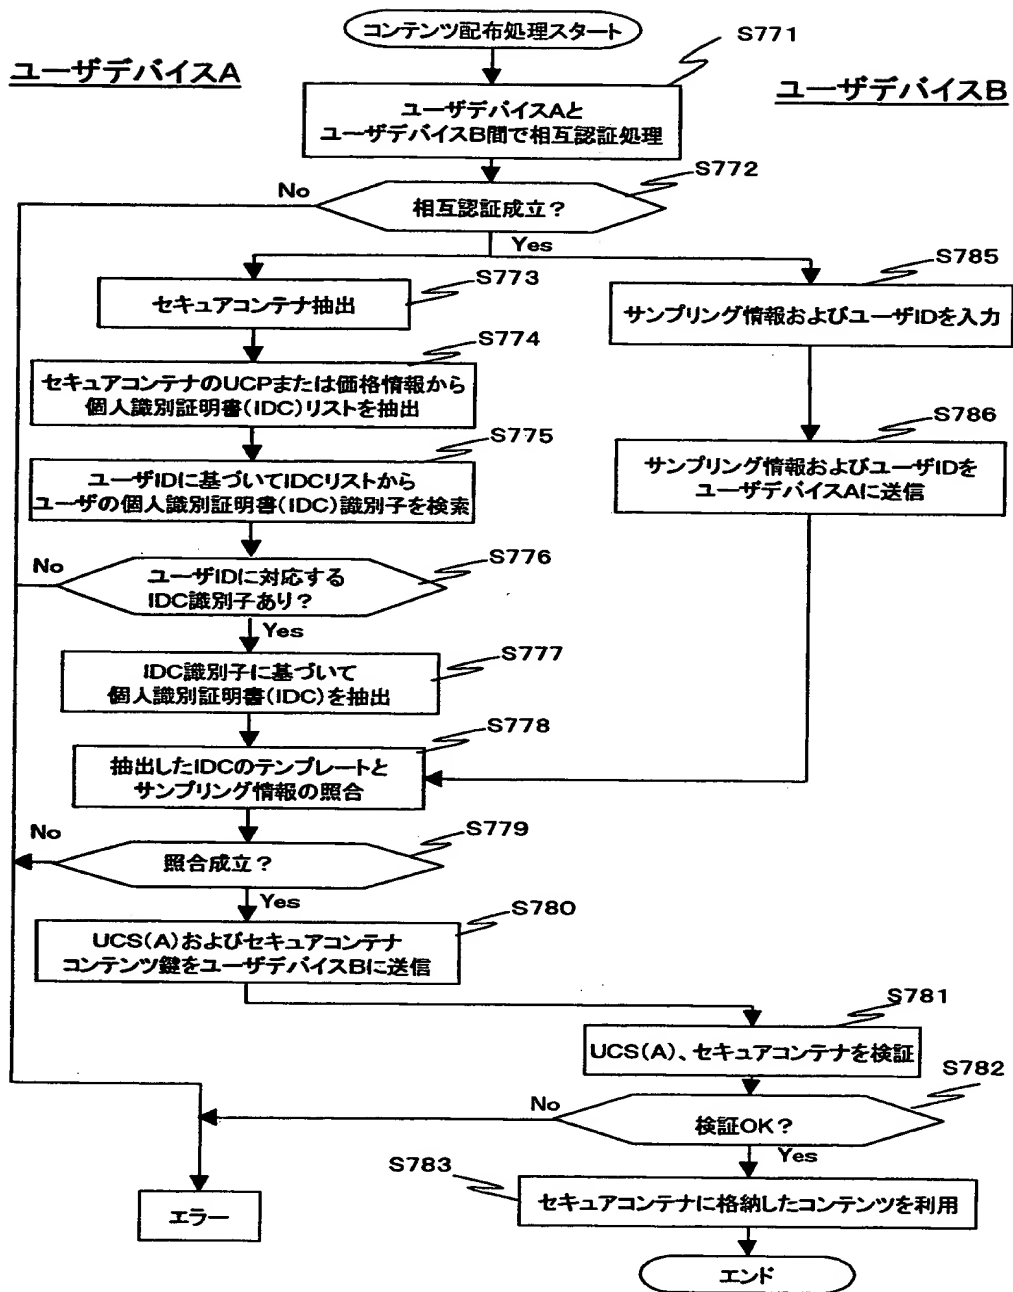 コンテンツ配布処理スタート
S771
ユーザデバイスA
ユーザデバイスB
ユーザデバイスAと
ユーザデバイスB間で相互認証処理
S772
No
相互認証成立?
Yes
S773
セキュアコンテナ抽出
S785
サンプリング情報およびユーザIDを入力
S774
セキュアコンテナのUCPまたは価格情報から
個人識別証明書(IDC)リストを抽出
S775
ユーザIDに基づいてIDCリストから
ユーザの個人識別証明書(IDC)識別子を検索
S786
サンプリング情報およびユーザIDを
ユーザデバイスAに送信
S776
No
ユーザIDに対応する
IDC識別子あり?
Yes
S777
IDC識別子に基づいて
個人識別証明書(IDC)を抽出
S778
抽出したIDCのテンプレートと
サンプリング情報の照合
S779
No
照合成立?
Yes
S780
UCS(A)およびセキュアコンテナ
コンテンツ鍵をユーザデバイスBに送信
S781
UCS(A)、セキュアコンテナを検証
S782
No
検証OK?
Yes
S783
セキュアコンテナに格納したコンテンツを利用
エラー
エンド